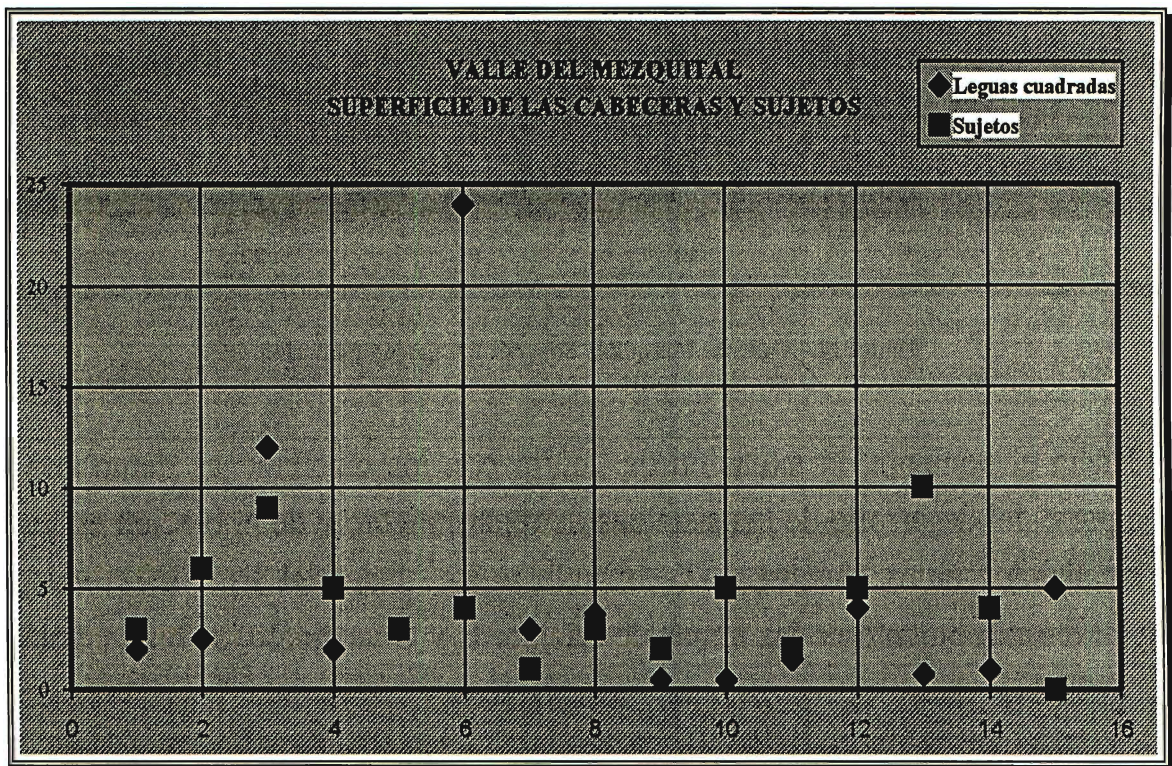 VALLE DEL MEZQUITAL
SUPERFICIE DE LAS CABECERAS Y SUJETOS
Leguas cuadradas
Sujetos
25
20
15
10
5
0
0 2 4 6 8 10 12 14 16